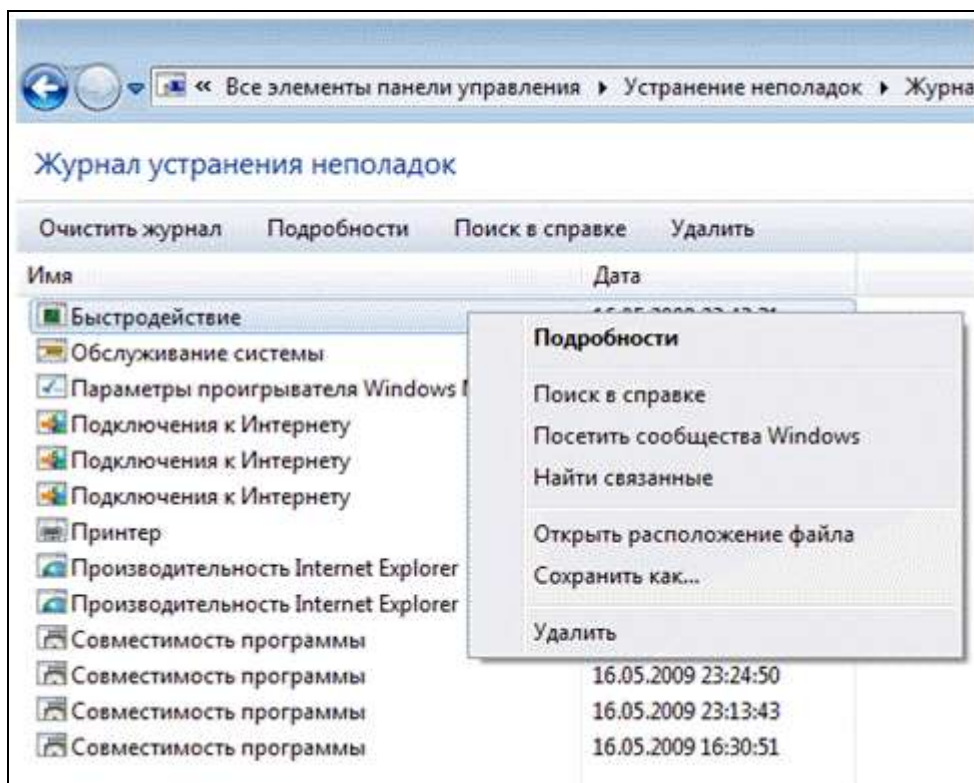 « Все элементы панели управления ▸ Устранение неполадок ▸ Журна
Журнал устранения неполадок
Очистить журнал Подробности Поиск в справке Удалить
Имя Дата
Быстродействие
Обслуживание системы
Параметры проигрывателя Windows
Подключения к Интернету
Подключения к Интернету
Подключения к Интернету
Принтер
Производительность Internet Explorer
Производительность Internet Explorer
Совместимость программы
Совместимость программы 16.05.2009 23:24:50
Совместимость программы 16.05.2009 23:13:43
Совместимость программы 16.05.2009 16:30:51
Подробности
Поиск в справке
Посетить сообщества Windows
Найти связанные
Открыть расположение файла
Сохранить как...
Удалить